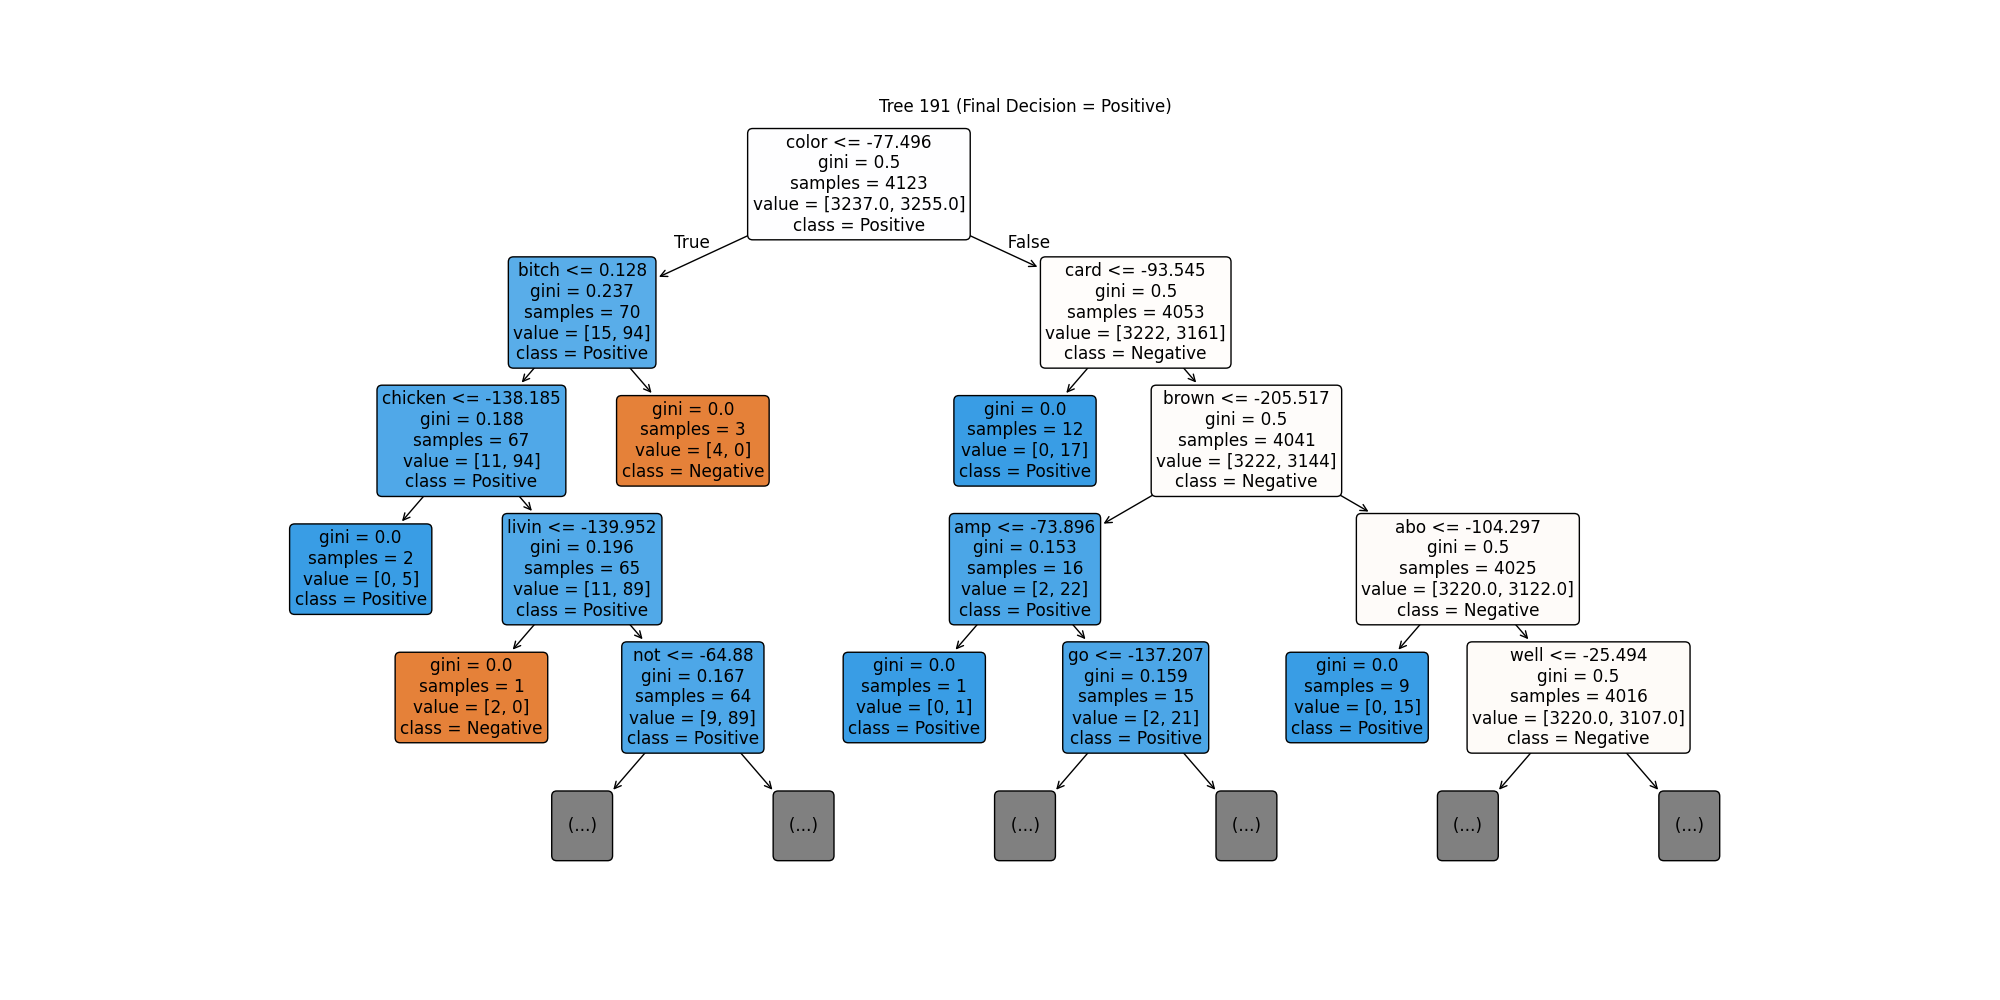 Tree 191 (Final Decision = Positive)
color <= -77.496
gini = 0.5
samples = 4123
value = [3237.0, 3255.0]
class = Positive
True
False
bitch <= 0.128
gini = 0.237
samples = 70
value = [15, 94]
class = Positive
card <= -93.545
gini = 0.5
samples = 4053
value = [3222, 3161]
class = Negative
chicken <= -138.185
gini = 0.188
samples = 67
value = [11, 94]
class = Positive
gini = 0.0
samples = 3
value = [4, 0]
class = Negative
gini = 0.0
samples = 12
value = [0, 17]
class = Positive
brown <= -205.517
gini = 0.5
samples = 4041
value = [3222, 3144]
class = Negative
gini = 0.0
samples = 2
value = [0, 5]
class = Positive
livin <= -139.952
gini = 0.196
samples = 65
value = [11, 89]
class = Positive
amp <= -73.896
gini = 0.153
samples = 16
value = [2, 22]
class = Positive
abo <= -104.297
gini = 0.5
samples = 4025
value = [3220.0, 3122.0]
class = Negative
gini = 0.0
samples = 1
value = [2, 0]
class = Negative
not <= -64.88
gini = 0.167
samples = 64
value = [9, 89]
class = Positive
gini = 0.0
samples = 1
value = [0, 1]
class = Positive
go <= -137.207
gini = 0.159
samples = 15
value = [2, 21]
class = Positive
gini = 0.0
samples = 9
value = [0, 15]
class = Positive
well <= -25.494
gini = 0.5
samples = 4016
value = [3220.0, 3107.0]
class = Negative
(...)
(...)
(...)
(...)
(...)
(...)